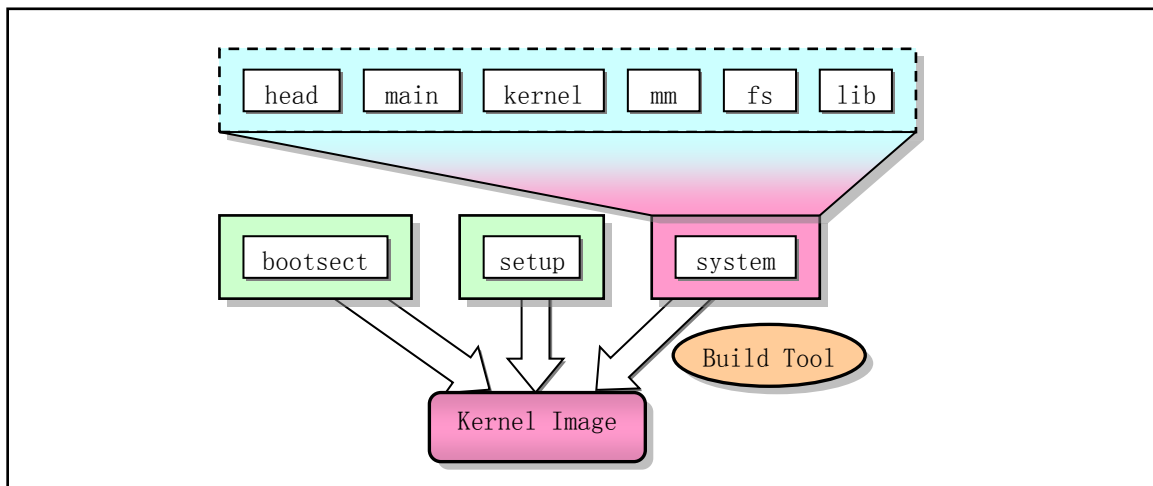 head main kernel mm fs lib
bootsect setup system
Build Tool
Kernel Image